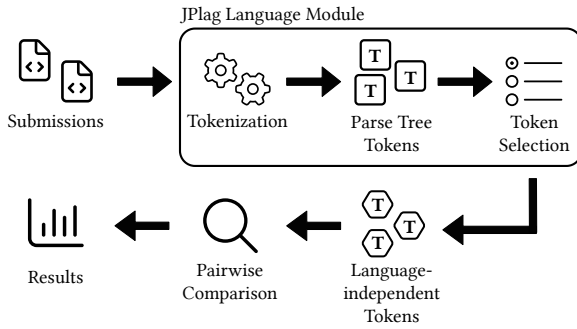 JPlag Language Module
T
T
T
Submissions
Tokenization
Parse Tree
Tokens
Token
Selection
T
T
T
Results
Pairwise
Comparison
Language-
independent
Tokens